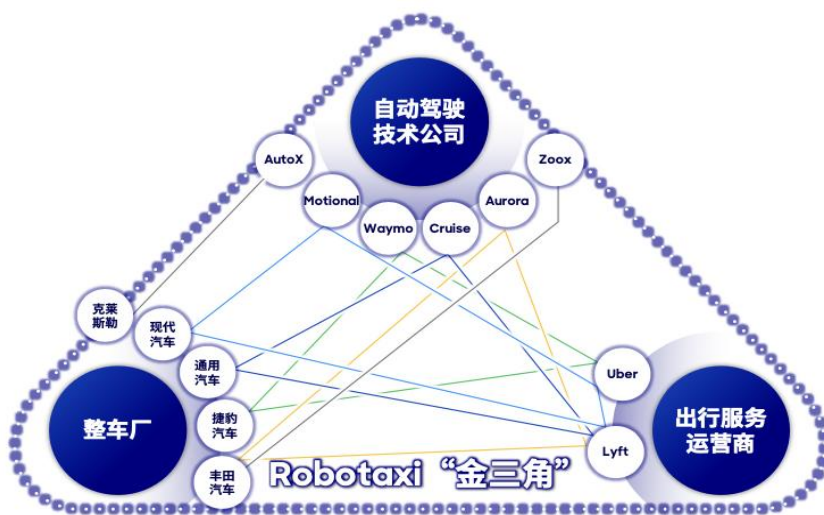 自动驾驶
技术公司
AutoX
Zoox
Motional
Aurora
Waymo
Cruise
克莱
斯勒
现代
汽车
通用
汽车
Uber
捷豹
汽车
整车厂
出行服务
运营商
Lyft
丰田
汽车
Robotaxi “金三角”